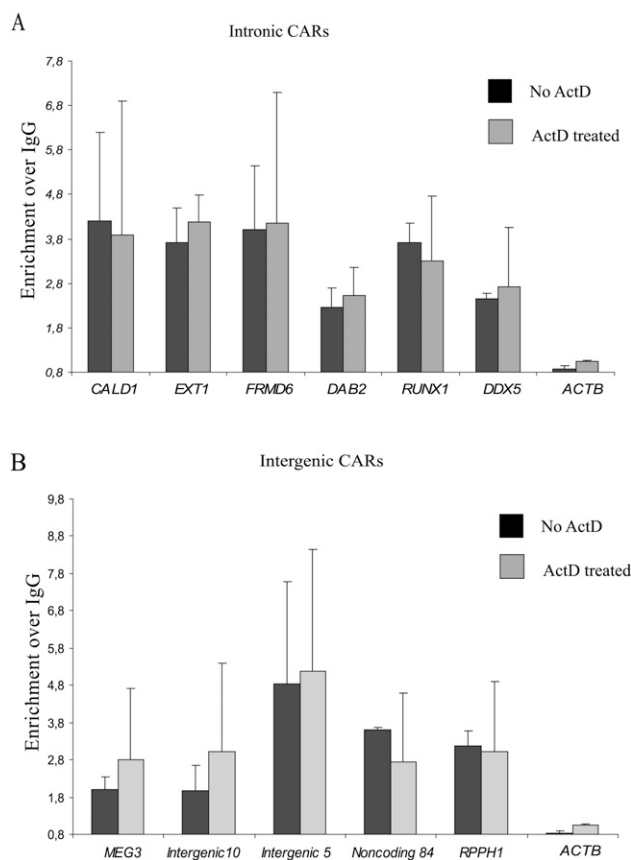 A
Intronic CARs
7,8
6,8
5,8
4,8
3,8
2,8
1,8
0,8
Enrichment over IgG
No ActD
ActD treated
CALD1 EXT1 FRMD6 DAB2 RUNX1 DDX5 ACTB
B
Intergenic CARs
9,8
8,8
7,8
6,8
5,8
4,8
3,8
2,8
1,8
0,8
Enrichment over IgG
No ActD
ActD treated
MEG3 Intergenic10 Intergenic 5 Noncoding 84 RPPH1 ACTB